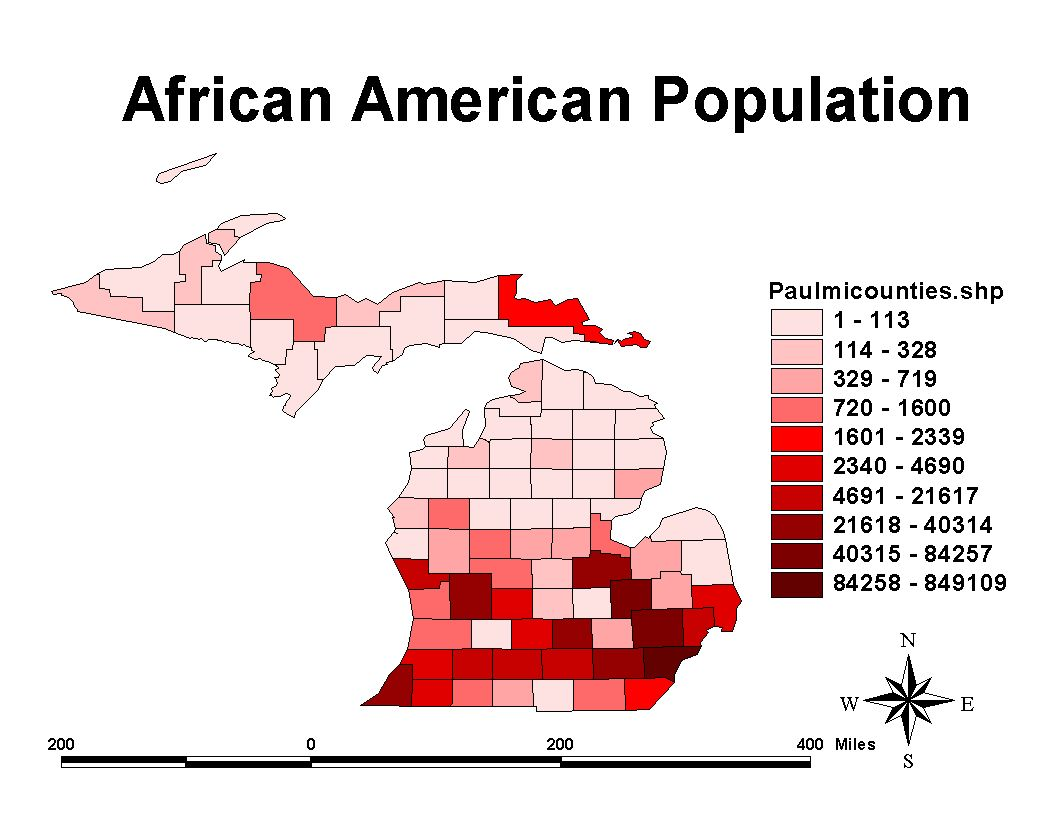 African American Population
Paulmicounties.shp
1 - 113
114 - 328
329 - 719
720 - 1600
1601 - 2339
2340 - 4690
4691 - 21617
21618 - 40314
40315 - 84257
84258 - 849109
N
W E
S
200 0 200 400 Miles